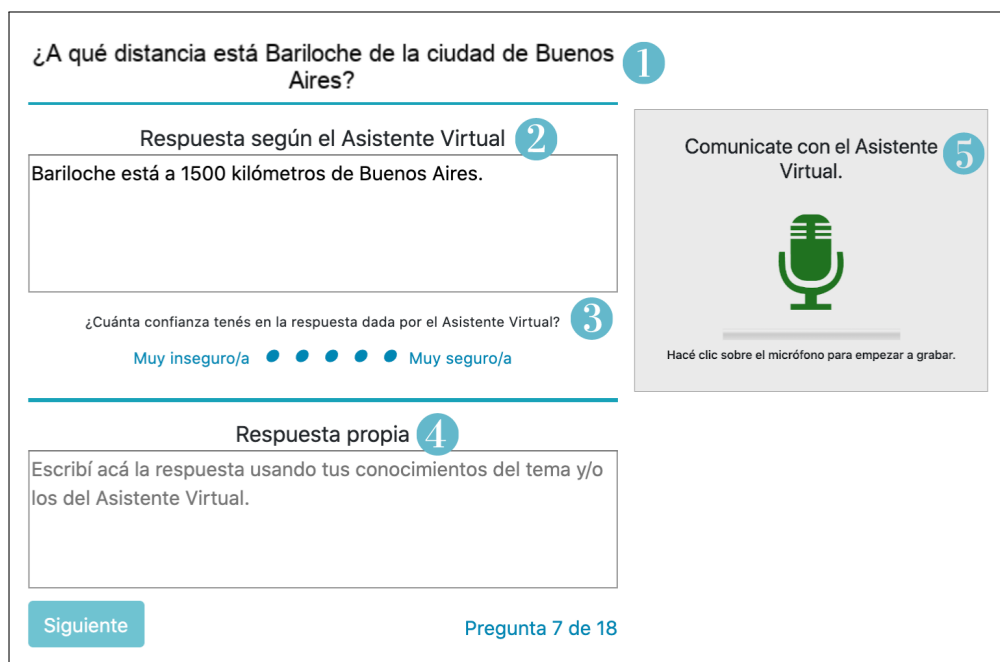 ¿A qué distancia está Bariloche de la ciudad de Buenos
Aires?
1
Respuesta según el Asistente Virtual
2
Bariloche está a 1500 kilómetros de Buenos Aires.
¿Cuánta confianza tenés en la respuesta dada por el Asistente Virtual?
3
Muy inseguro/a
Muy seguro/a
Respuesta propia
4
Escribí acá la respuesta usando tus conocimientos del tema y/o
los del Asistente Virtual.
Siguiente
Pregunta 7 de 18
Comunicate con el Asistente
Virtual.
5
Hacé clic sobre el micrófono para empezar a grabar.